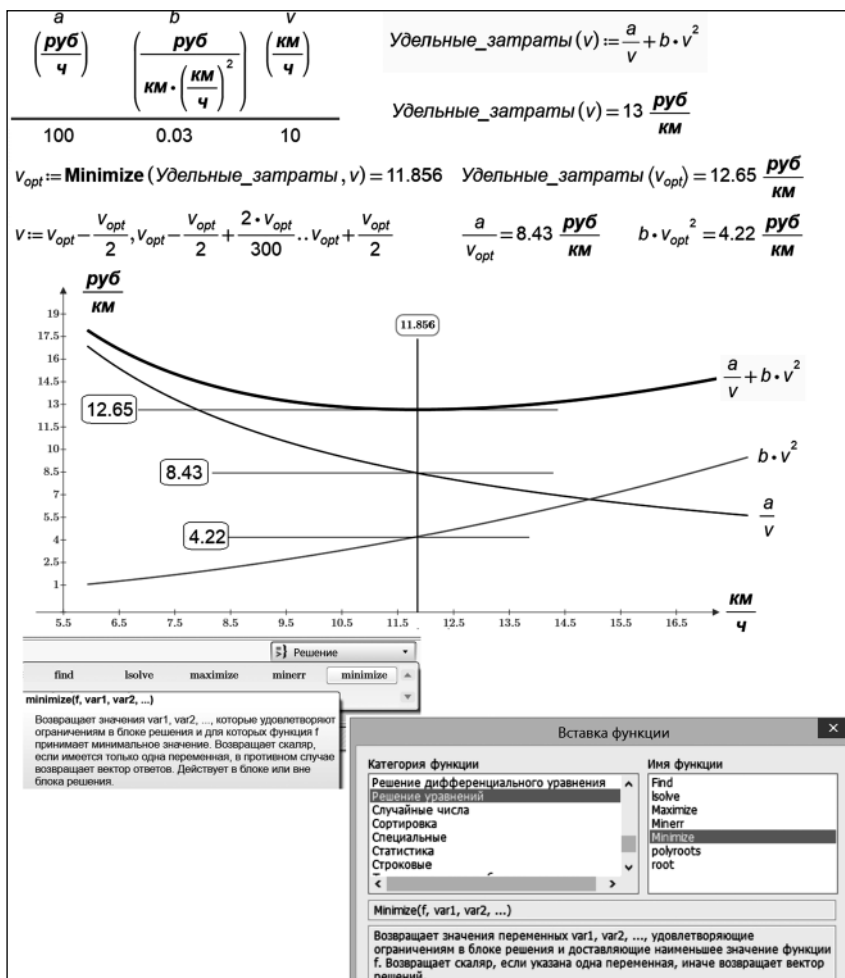 a b v
(руб/ч) (руб/(км·(км/ч)²)) (км/ч)
100 0.03 10
Удельные_затраты(v):=a/v+b·v²
Удельные_затраты(v)=13 руб/км
v_opt:=Minimize(Удельные_затраты,v)=11.856 Удельные_затраты(v_opt)=12.65 руб/км
v:=v_opt-v_opt/2,v_opt-v_opt/2+2·v_opt/300..v_opt+v_opt/2 a/v_opt=8.43 руб/км b·v_opt²=4.22 руб/км
руб/км
19
17.5
16
14.5
13
11.5
10
8.5
7
5.5
4
2.5
1
11.856
12.65
8.43
4.22
a/v+b·v²
b·v²
a/v
5.5 6.5 7.5 8.5 9.5 10.5 11.5 12.5 13.5 14.5 15.5 16.5
км/ч
Решение
find lsolve maximize minerr minimize
minimize(f, var1, var2, ...)
Возвращает значения var1, var2, ..., которые удовлетворяют
ограничениям в блоке решения и для которых функция f
принимает минимальное значение. Возвращает скаляр,
если имеется только одна переменная, в противном случае
возвращает вектор ответов. Действует в блоке или вне
блока решения.
Вставка функции
Категория функции
Решение дифференциального уравнения
Решение уравнений
Случайные числа
Сортировка
Специальные
Статистика
Строковые
Имя функции
Find
lsolve
Maximize
Minerr
Minimize
polyroots
root
Minimize(f, var1, var2, ...)
Возвращает значения переменных var1, var2, ..., удовлетворяющие
ограничениям в блоке решения и доставляющие наименьшее значение функции
f. Возвращает скаляр, если указана одна переменная, иначе возвращает вектор
решений